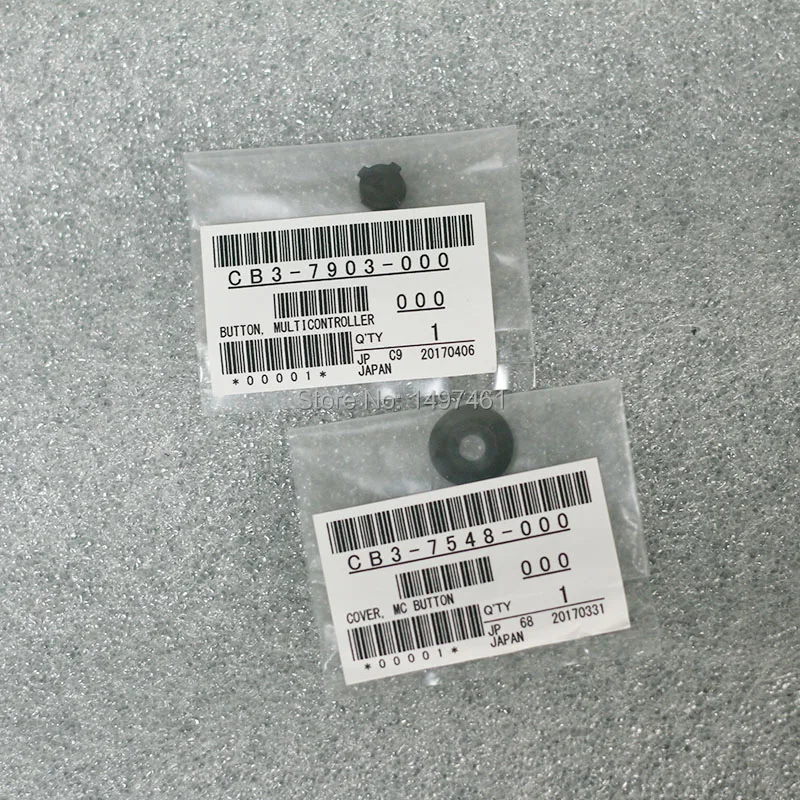 CB3-7903-000
000
BUTTON, MULTICONTROLLER
Q'TY 1
JP C9 20170406
*00001* JAPAN
Store No: 1497461
CB3-7548-000
000
COVER, MC BUTTON
Q'TY 1
JP 68 20170331
*00001* JAPAN